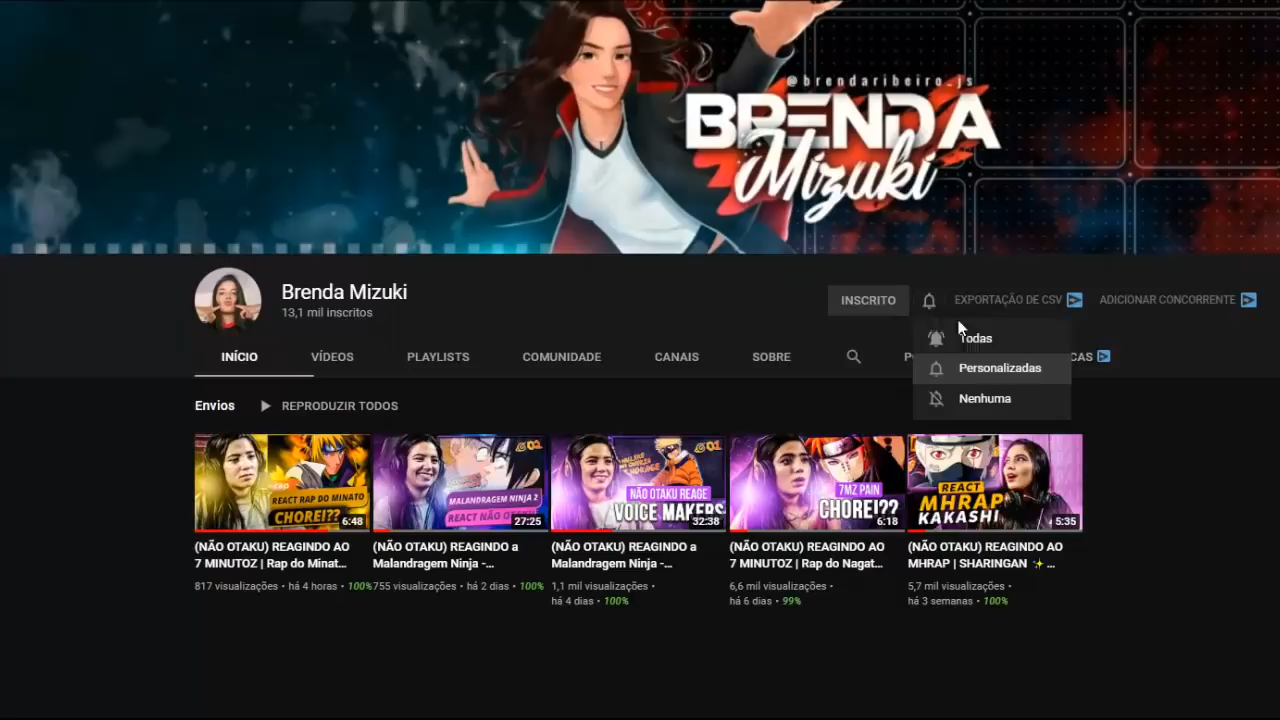 @brendaribeiro_js
BRENDA
Mizuki
Brenda Mizuki
13,1 mil inscritos
INSCRITO
EXPORTAÇÃO DE CSV
ADICIONAR CONCORRENTE
Todas
Personalizadas
Nenhuma
INÍCIO
VÍDEOS
PLAYLISTS
COMUNIDADE
CANAIS
SOBRE
Envios
REPRODUZIR TODOS
REACT RAP DO MINATO
CHOREI??
6:48
02
MALANDRAGEM NINJA 2
REACT NÃO
27:25
01
NÃO OTAKU REAGE
VOICE MAKERS
32:38
7MZ PAIN
CHOREI??
6:18
REACT
MHRAP
KAKASHI
5:35
(NÃO OTAKU) REAGINDO AO
7 MINUTOZ | Rap do Minat...
817 visualizações • há 4 horas • 100%
(NÃO OTAKU) REAGINDO a
Malandragem Ninja -...
755 visualizações • há 2 dias • 100%
(NÃO OTAKU) REAGINDO a
Malandragem Ninja -...
1,1 mil visualizações •
há 4 dias • 100%
(NÃO OTAKU) REAGINDO AO
7 MINUTOZ | Rap do Nagat...
6,6 mil visualizações •
há 6 dias • 99%
(NÃO OTAKU) REAGINDO AO
MHRAP | SHARINGAN ✨ ...
5,7 mil visualizações •
há 3 semanas • 100%